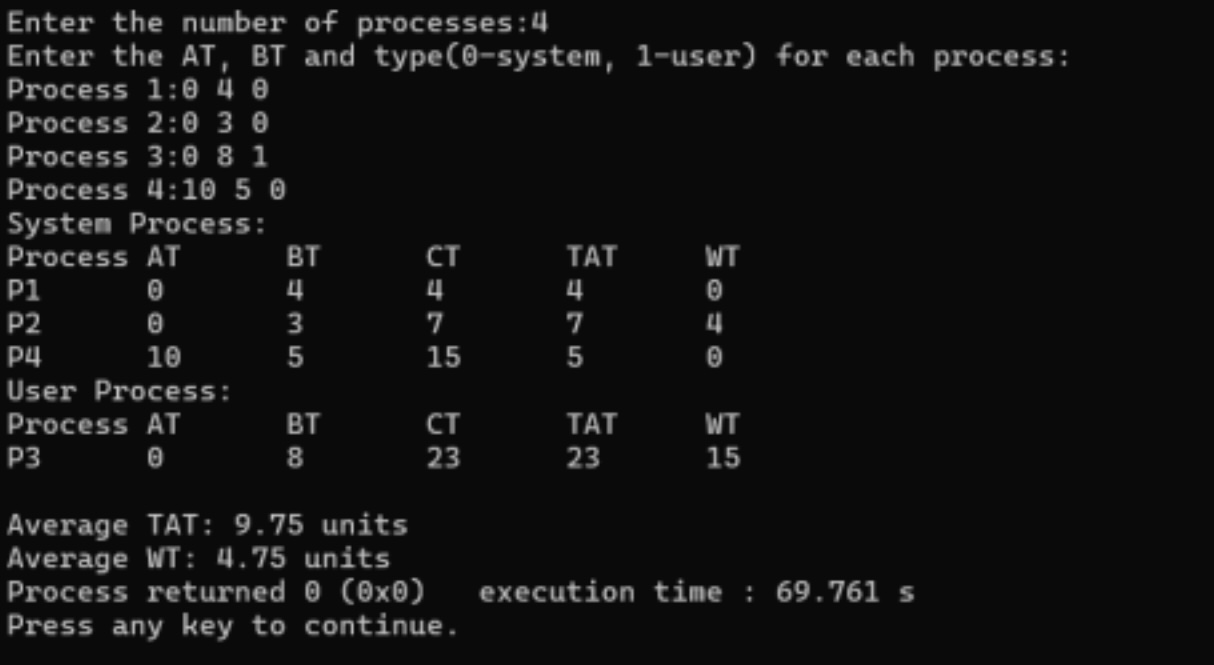 Enter the number of processes:4
Enter the AT, BT and type(0-system, 1-user) for each process:
Process 1:0 4 0
Process 2:0 3 0
Process 3:0 8 1
Process 4:10 5 0
System Process:
Process AT BT CT TAT WT
P1 0 4 4 4 0
P2 0 3 7 7 4
P4 10 5 15 5 0
User Process:
Process AT BT CT TAT WT
P3 0 8 23 23 15
Average TAT: 9.75 units
Average WT: 4.75 units
Process returned 0 (0x0) execution time : 69.761 s
Press any key to continue.